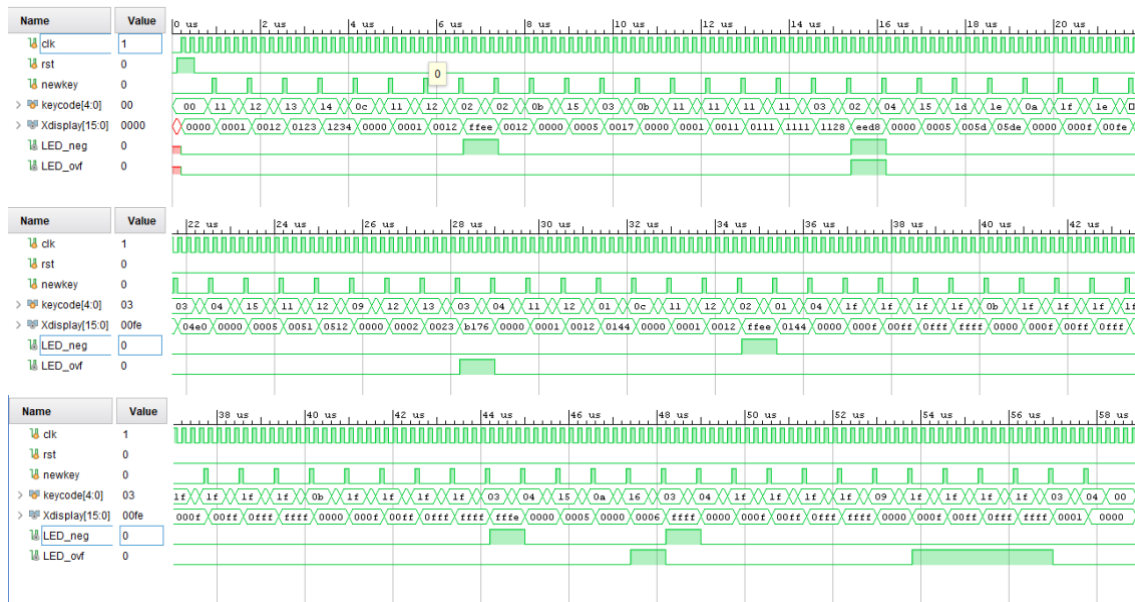 Name Value 0 us 2 us 4 us 6 us 8 us 10 us 12 us 14 us 16 us 18 us 20 us
clk 1
rst 0
newkey 0 0
keycode[4:0] 00 00 11 12 13 14 0c 11 12 02 02 0b 15 03 0b 11 11 11 11 03 02 04 15 1d 1e 0a 1f 1e
Xdisplay[15:0] 0000 0000 0001 0012 0123 1234 0000 0001 0012 ffee 0012 0000 0005 0017 0000 0001 0011 0111 1111 1128 eed8 0000 0005 005d 05de 0000 000f 00fe
LED_neg 0
LED_ovf 0
Name Value 22 us 24 us 26 us 28 us 30 us 32 us 34 us 36 us 38 us 40 us 42 us
clk 1
rst 0
newkey 0
keycode[4:0] 03 03 04 15 11 12 09 12 13 03 04 11 12 01 0c 11 12 02 01 04 1f 1f 1f 1f 0b 1f 1f 1f 1f
Xdisplay[15:0] 00fe 04e0 0000 0005 0051 0512 0000 0002 0023 b176 0000 0001 0012 0144 0000 0001 0012 ffee 0144 0000 000f 00ff 0fff ffff 0000 000f 00ff 0fff
LED_neg 0
LED_ovf 0
Name Value 38 us 40 us 42 us 44 us 46 us 48 us 50 us 52 us 54 us 56 us 58 us
clk 1
rst 0
newkey 0
keycode[4:0] 03 1f 1f 1f 1f 0b 1f 1f 1f 1f 03 04 15 0a 16 03 04 1f 1f 1f 1f 09 1f 1f 1f 1f 03 04 00
Xdisplay[15:0] 00fe 000f 00ff 0fff ffff 0000 000f 00ff 0fff ffff fffe 0000 0005 0000 0006 ffff 0000 000f 00ff 0fff ffff 0000 000f 00ff 0fff ffff 0001 0000
LED_neg 0
LED_ovf 0